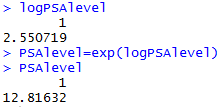 > logPSAlevel
1
2.550719
> PSAlevel=exp(logPSAlevel)
> PSAlevel
1
12.81632